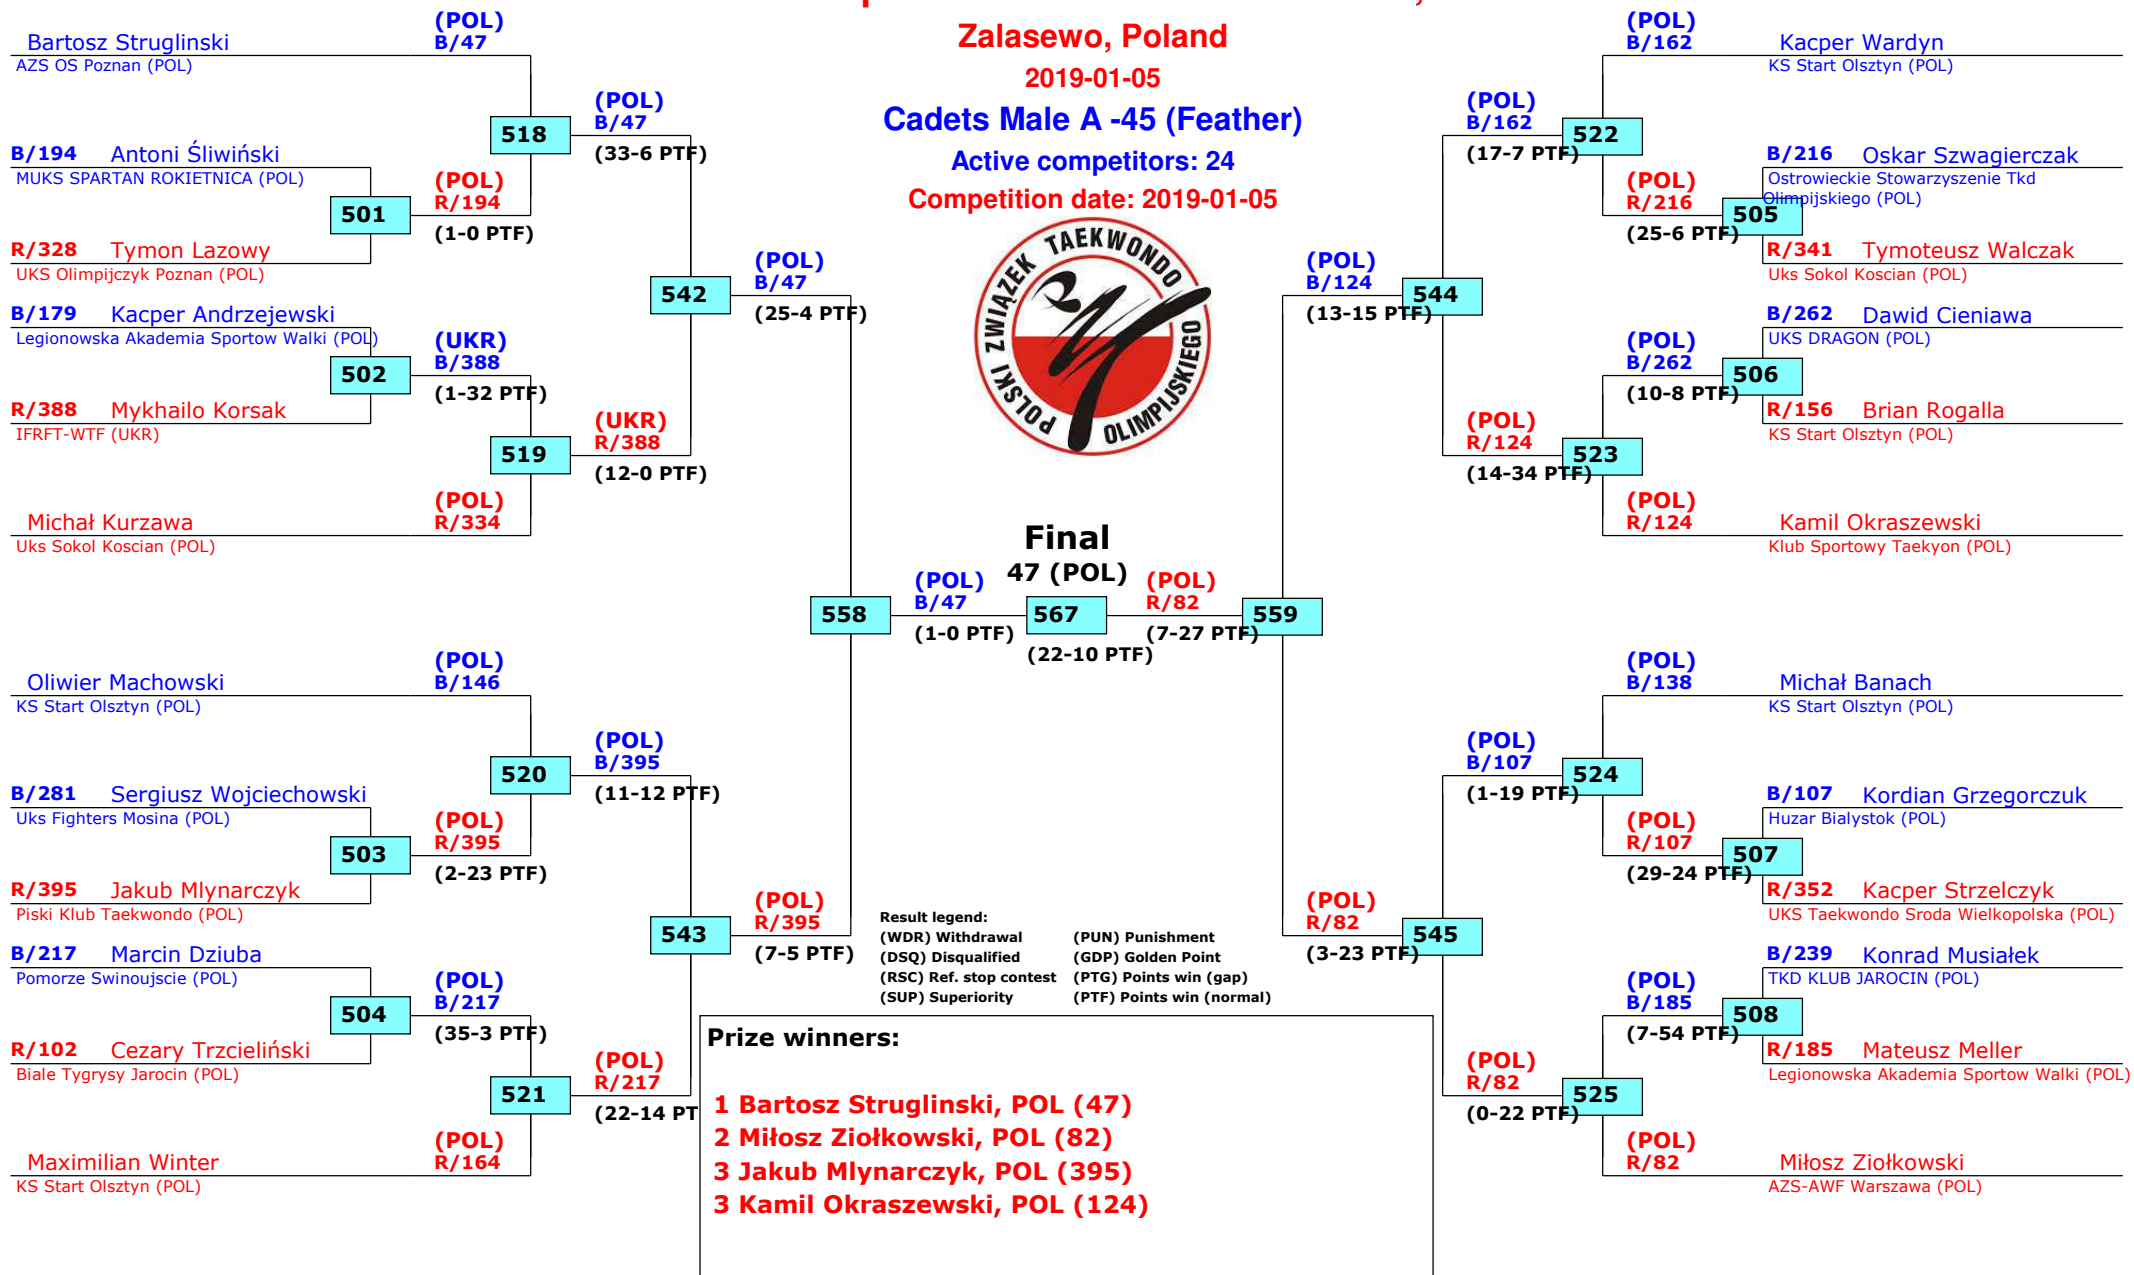 Zalasewo, Poland
2019-01-05
Cadets Male A -45 (Feather)
Active competitors: 24
Competition date: 2019-01-05
POLSKI ZWIĄZEK TAEKWONDO OLIMPIJSKIEGO
Bartosz Struglinski
AZS OS Poznan (POL)
(POL)
B/47
B/194 Antoni Śliwiński
MUKS SPARTAN ROKIETNICA (POL)
501
R/328 Tymon Lazowy
UKS Olimpijczyk Poznan (POL)
(POL)
R/194
(1-0 PTF)
518
(POL)
B/47
(33-6 PTF)
B/179 Kacper Andrzejewski
Legionowska Akademia Sportow Walki (POL)
502
R/388 Mykhailo Korsak
IFRFT-WTF (UKR)
(UKR)
B/388
(1-32 PTF)
519
(UKR)
R/388
(12-0 PTF)
Michał Kurzawa
Uks Sokol Koscian (POL)
(POL)
R/334
542
(POL)
B/47
(25-4 PTF)
Oliwier Machowski
KS Start Olsztyn (POL)
(POL)
B/146
B/281 Sergiusz Wojciechowski
Uks Fighters Mosina (POL)
503
R/395 Jakub Mlynarczyk
Piski Klub Taekwondo (POL)
(POL)
R/395
(2-23 PTF)
520
(POL)
B/395
(11-12 PTF)
B/217 Marcin Dziuba
Pomorze Swinoujscie (POL)
504
R/102 Cezary Trzcieliński
Biale Tygrysy Jarocin (POL)
(POL)
B/217
(35-3 PTF)
521
(POL)
R/217
(22-14 PT
Maximilian Winter
KS Start Olsztyn (POL)
(POL)
R/164
543
(POL)
R/395
(7-5 PTF)
558
(POL)
B/47
(1-0 PTF)
Final
47 (POL)
567
(22-10 PTF)
(POL)
R/82
(7-27 PTF)
559
(POL)
B/124
(13-15 PTF)
544
(POL)
B/162
(17-7 PTF)
522
(POL)
B/162
Kacper Wardyn
KS Start Olsztyn (POL)
(POL)
R/216
(25-6 PTF)
505
B/216 Oskar Szwagierczak
Ostrowieckie Stowarzyszenie Tkd
Olimpijskiego (POL)
R/341 Tymoteusz Walczak
Uks Sokol Koscian (POL)
(POL)
R/124
(14-34 PTF)
523
(POL)
B/262
(10-8 PTF)
506
B/262 Dawid Cieniawa
UKS DRAGON (POL)
R/156 Brian Rogalla
KS Start Olsztyn (POL)
(POL)
R/124
Kamil Okraszewski
Klub Sportowy Taekyon (POL)
(POL)
R/82
(3-23 PTF)
545
(POL)
B/107
(1-19 PTF)
524
(POL)
B/138
Michał Banach
KS Start Olsztyn (POL)
(POL)
R/107
(29-24 PTF)
507
B/107 Kordian Grzegorczuk
Huzar Bialystok (POL)
R/352 Kacper Strzelczyk
UKS Taekwondo Sroda Wielkopolska (POL)
(POL)
R/82
(0-22 PTF)
525
(POL)
B/185
(7-54 PTF)
508
B/239 Konrad Musiałek
TKD KLUB JAROCIN (POL)
R/185 Mateusz Meller
Legionowska Akademia Sportow Walki (POL)
(POL)
R/82
Miłosz Ziołkowski
AZS-AWF Warszawa (POL)
Result legend:
(WDR) Withdrawal (PUN) Punishment
(DSQ) Disqualified (GDP) Golden Point
(RSC) Ref. stop contest (PTG) Points win (gap)
(SUP) Superiority (PTF) Points win (normal)
Prize winners:
1 Bartosz Struglinski, POL (47)
2 Miłosz Ziołkowski, POL (82)
3 Jakub Mlynarczyk, POL (395)
3 Kamil Okraszewski, POL (124)